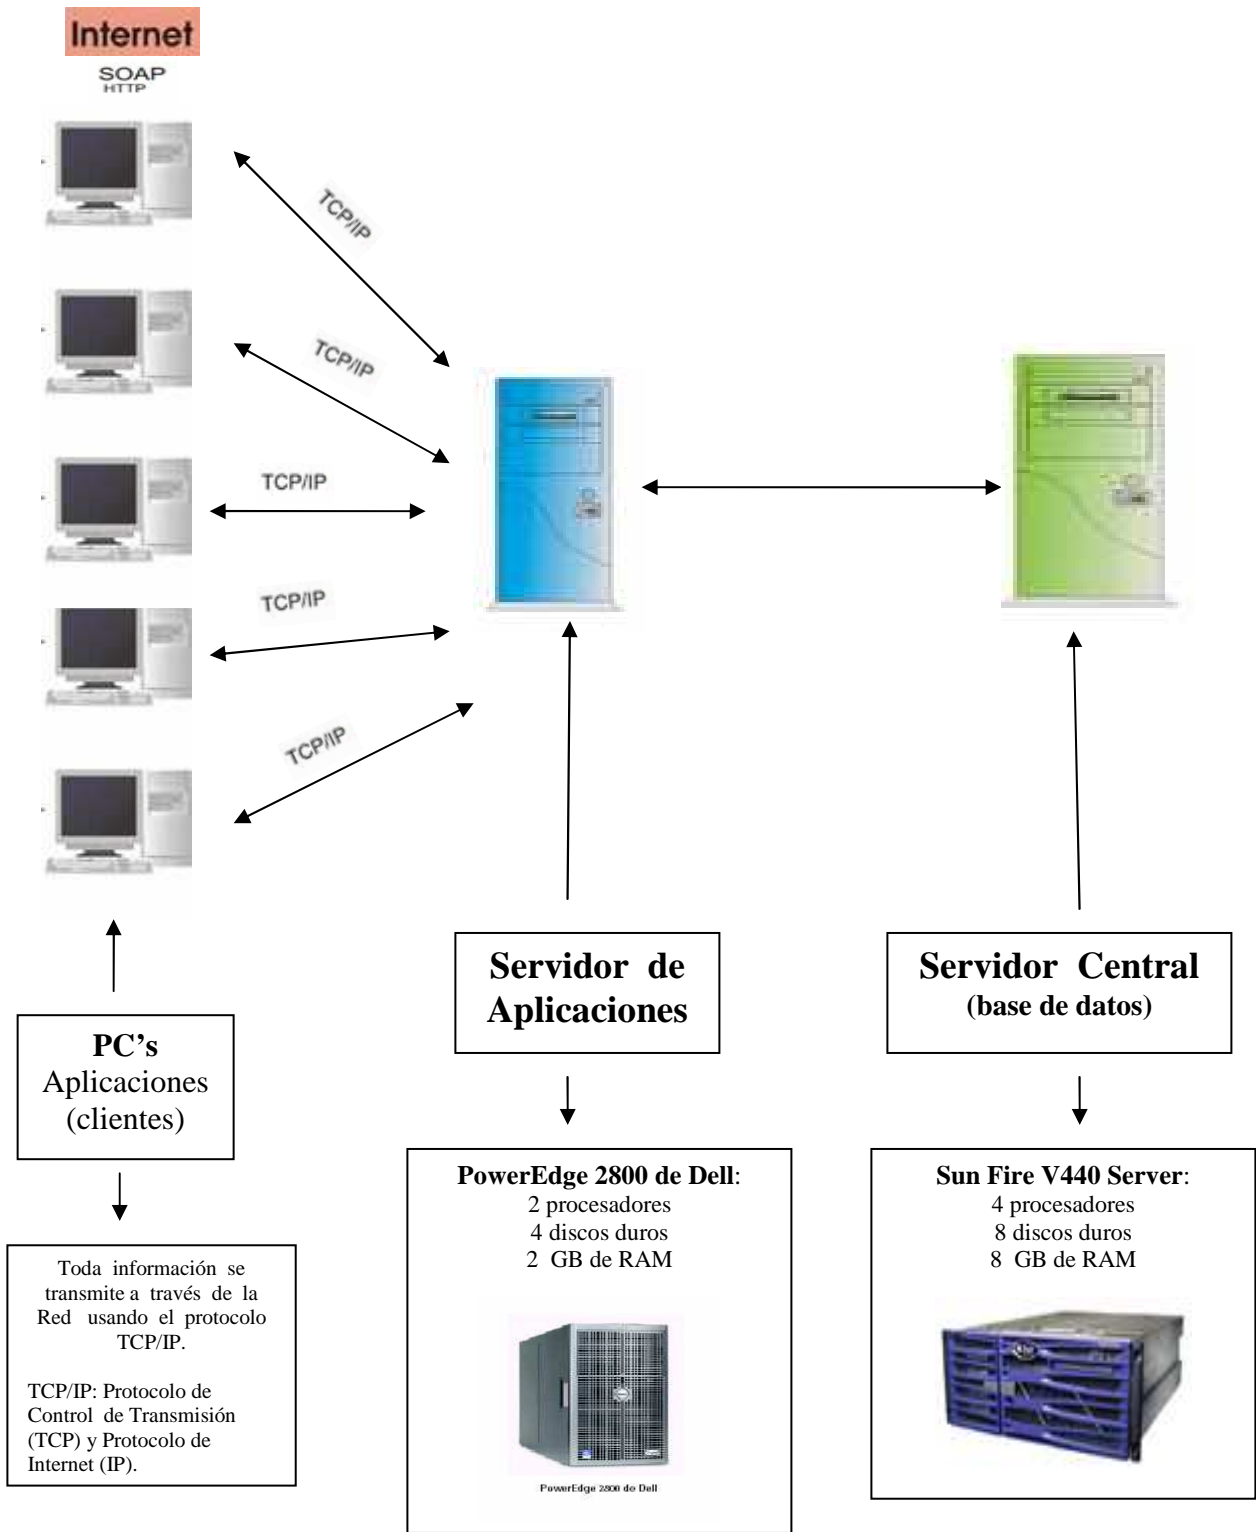 Internet
SOAP
HTTP
TCP/IP
TCP/IP
TCP/IP
TCP/IP
TCP/IP
PC’s
Aplicaciones
(clientes)
Toda información se
transmite a través de la
Red usando el protocolo
TCP/IP.
TCP/IP: Protocolo de
Control de Transmisión
(TCP) y Protocolo de
Internet (IP).
Servidor de
Aplicaciones
PowerEdge 2800 de Dell:
2 procesadores
4 discos duros
2 GB de RAM
PowerEdge 2800 de Dell
Servidor Central
(base de datos)
Sun Fire V440 Server:
4 procesadores
8 discos duros
8 GB de RAM